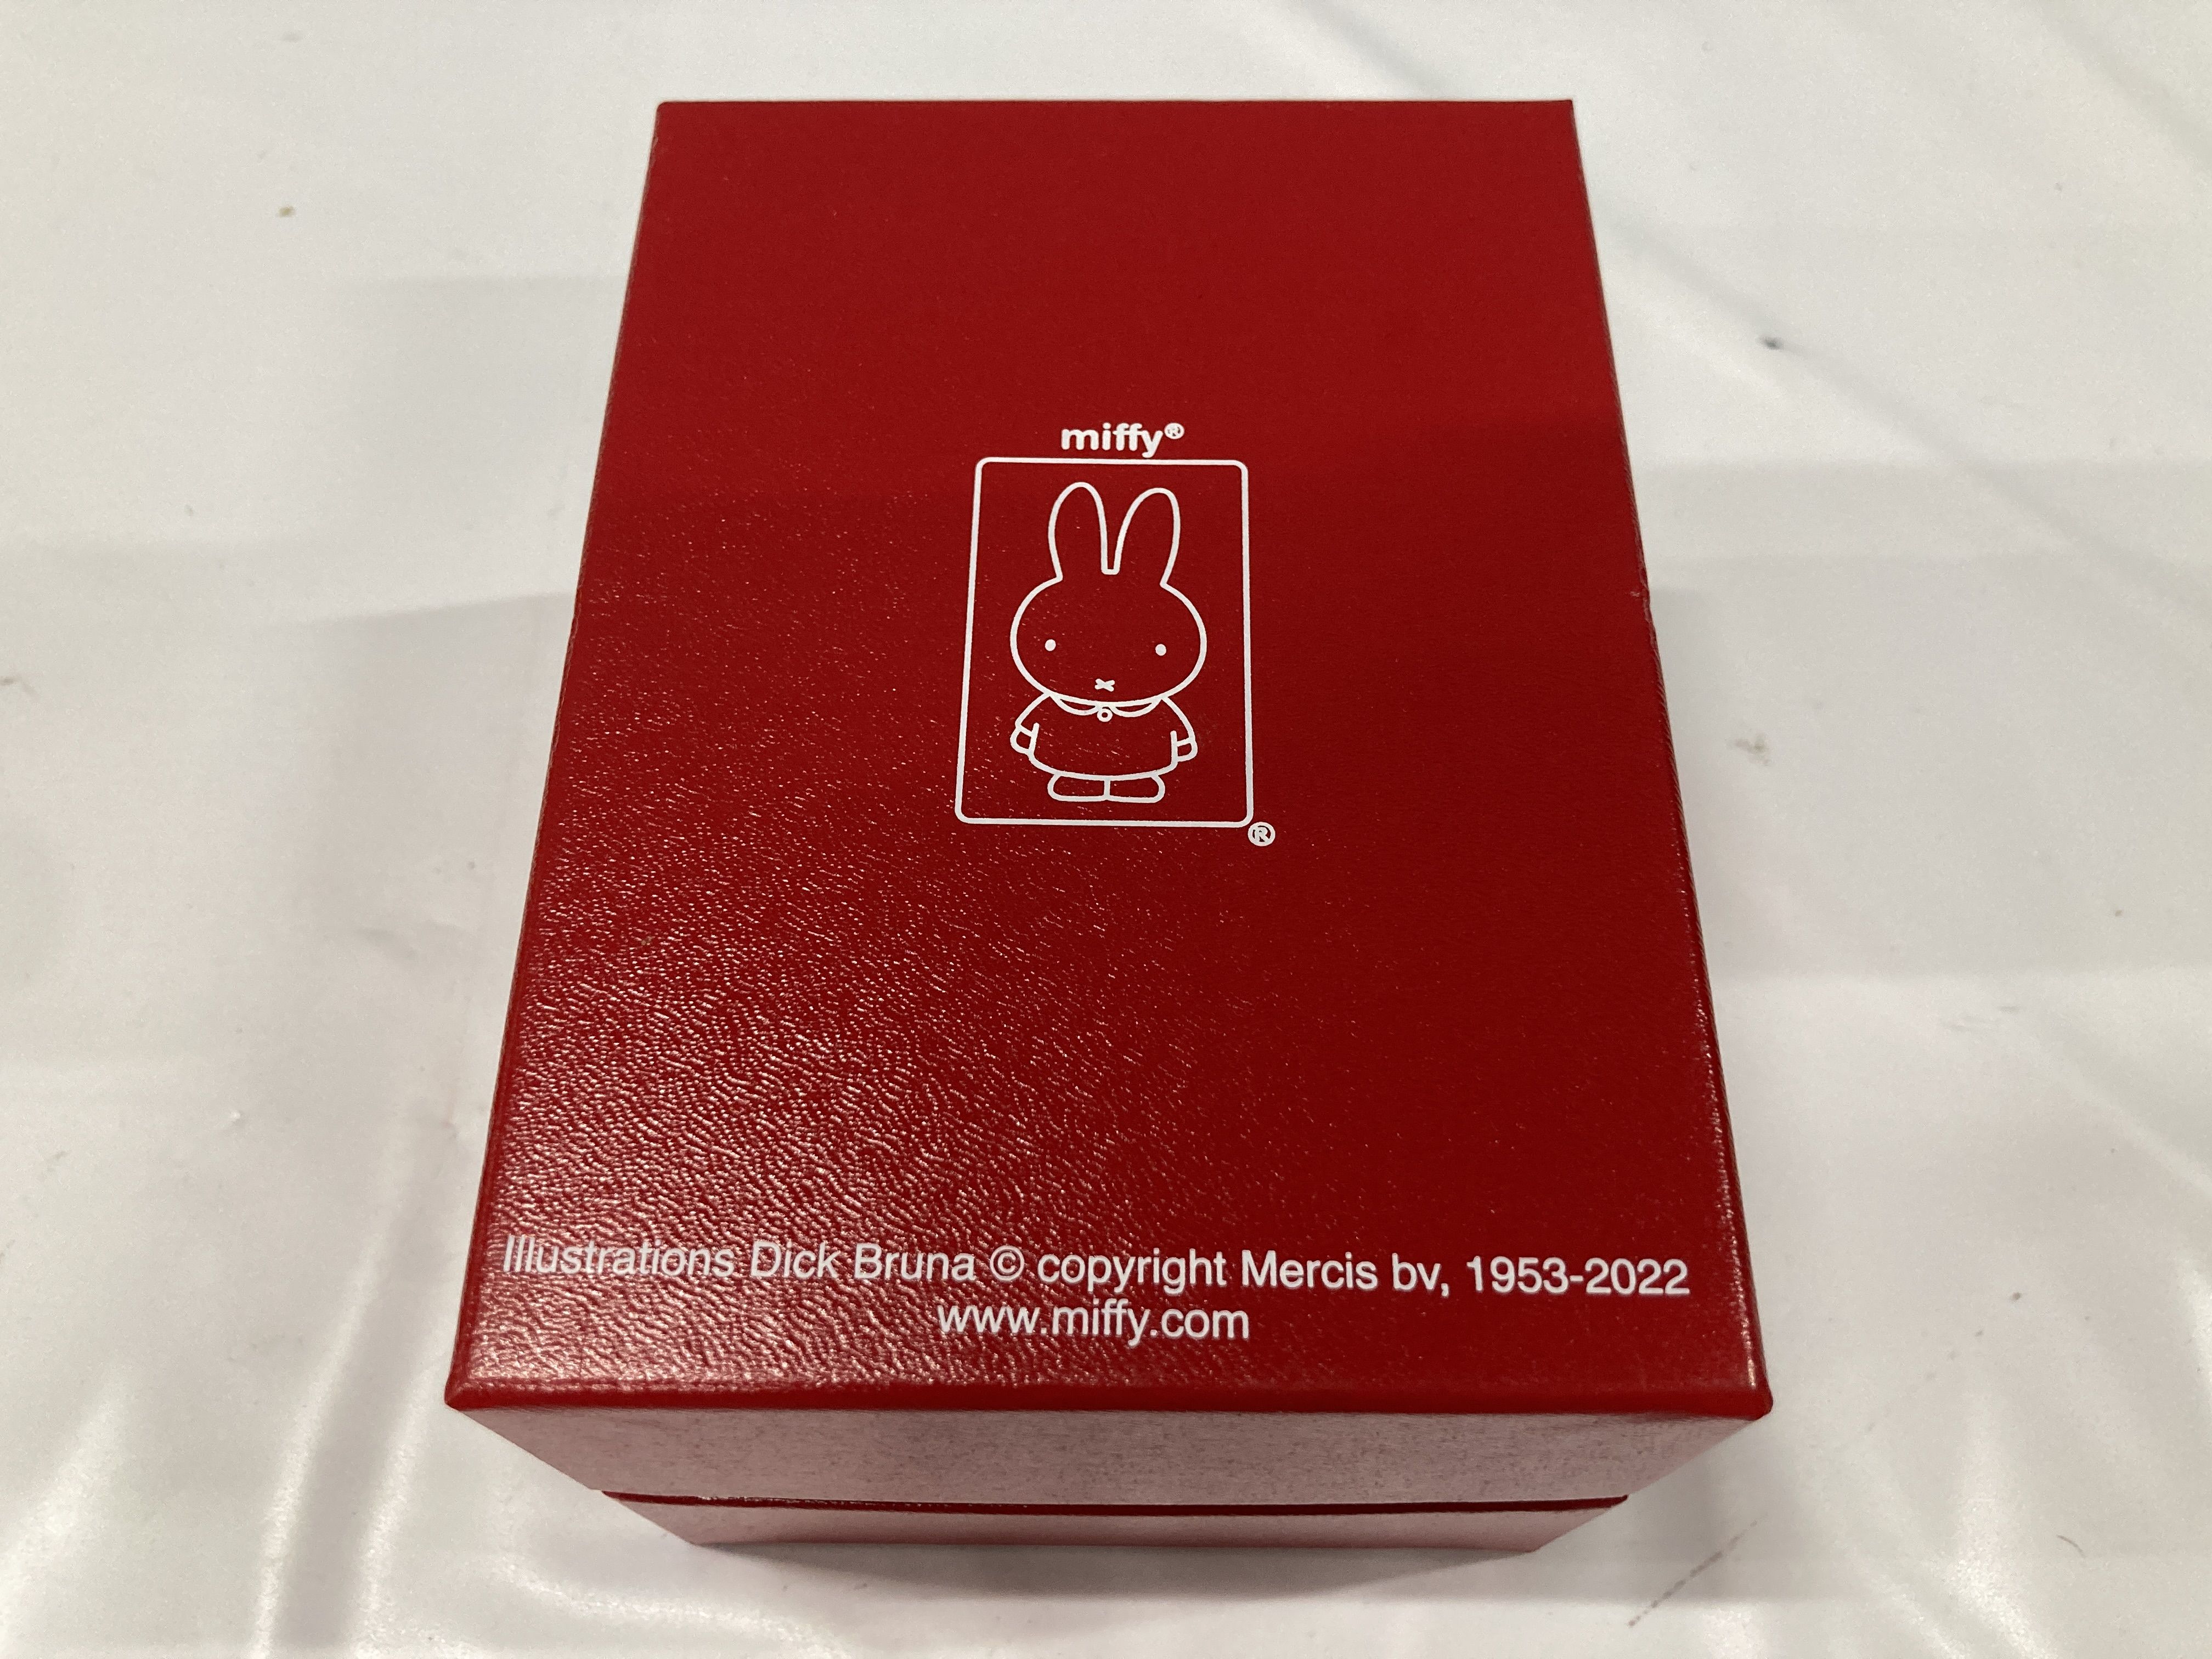 miffy®
®
Illustrations Dick Bruna © copyright Mercis bv, 1953-2022
www.miffy.com